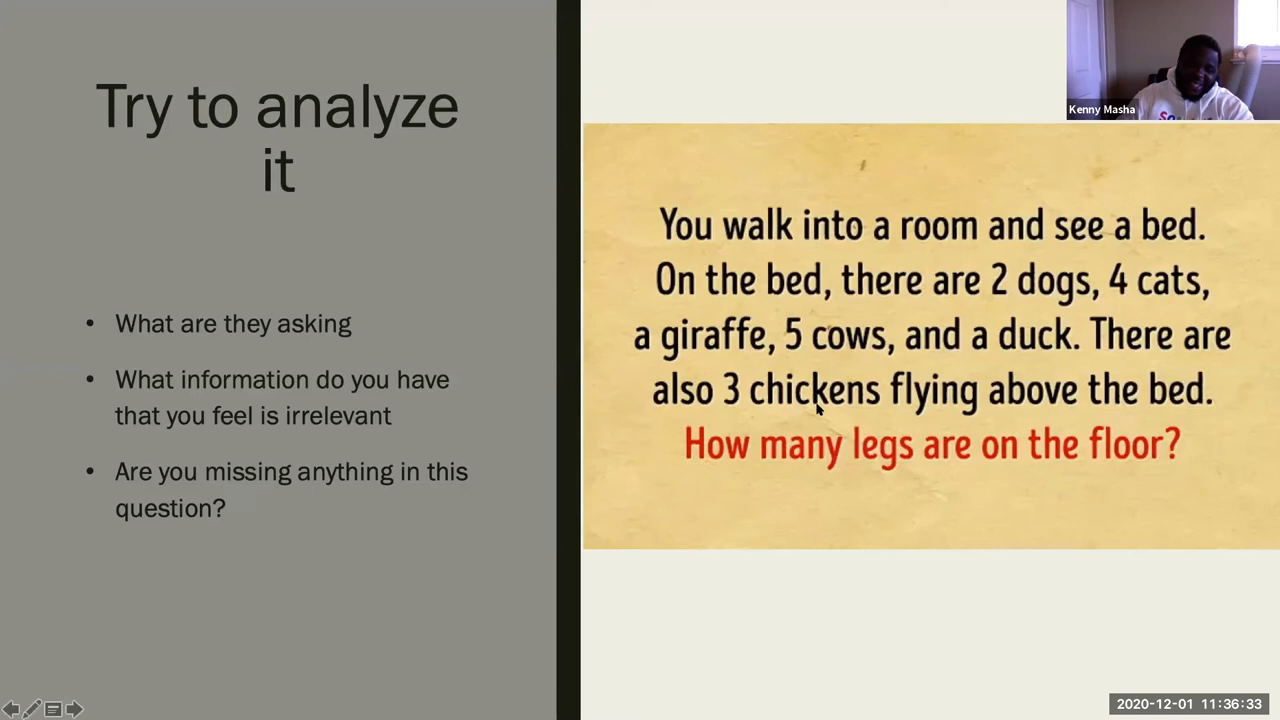 Try to analyze
it
• What are they asking
• What information do you have
that you feel is irrelevant
• Are you missing anything in this
question?
Kenny Masha
You walk into a room and see a bed.
On the bed, there are 2 dogs, 4 cats,
a giraffe, 5 cows, and a duck. There are
also 3 chickens flying above the bed.
How many legs are on the floor?
2020-12-01 11:36:33